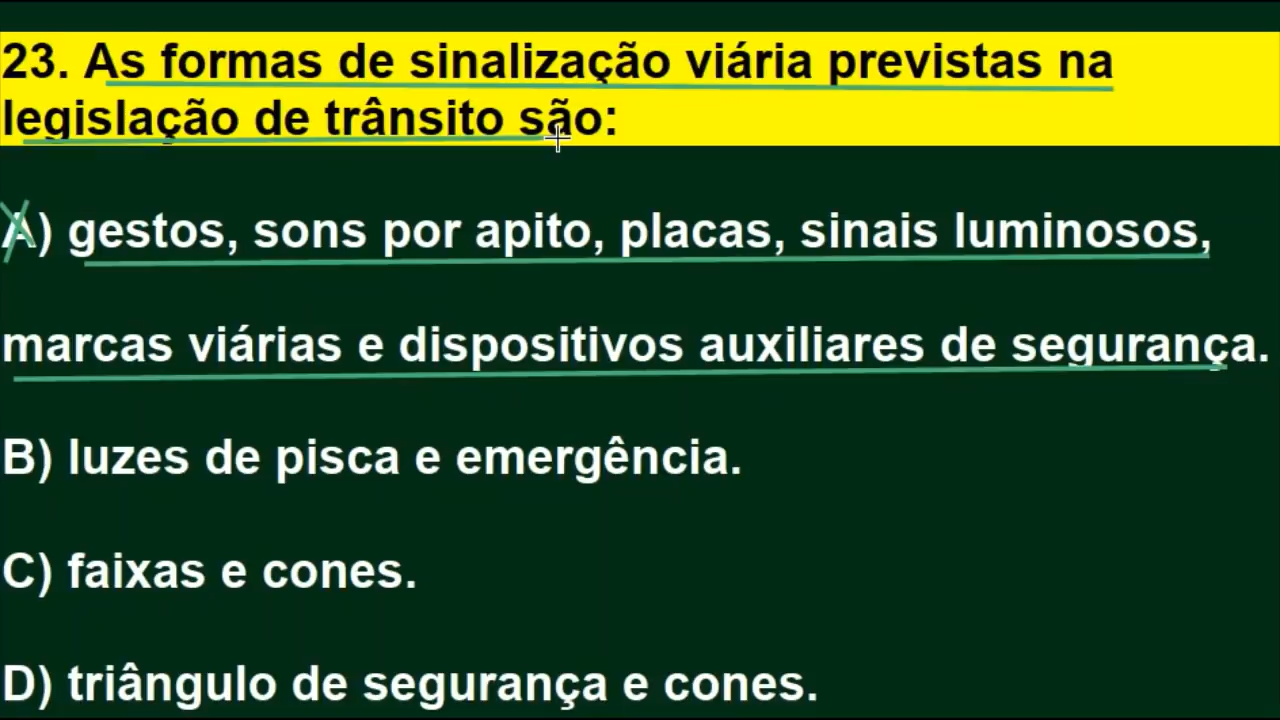 23. As formas de sinalização viária previstas na
legislação de trânsito são:
A) gestos, sons por apito, placas, sinais luminosos,
marcas viárias e dispositivos auxiliares de segurança.
B) luzes de pisca e emergência.
C) faixas e cones.
D) triângulo de segurança e cones.